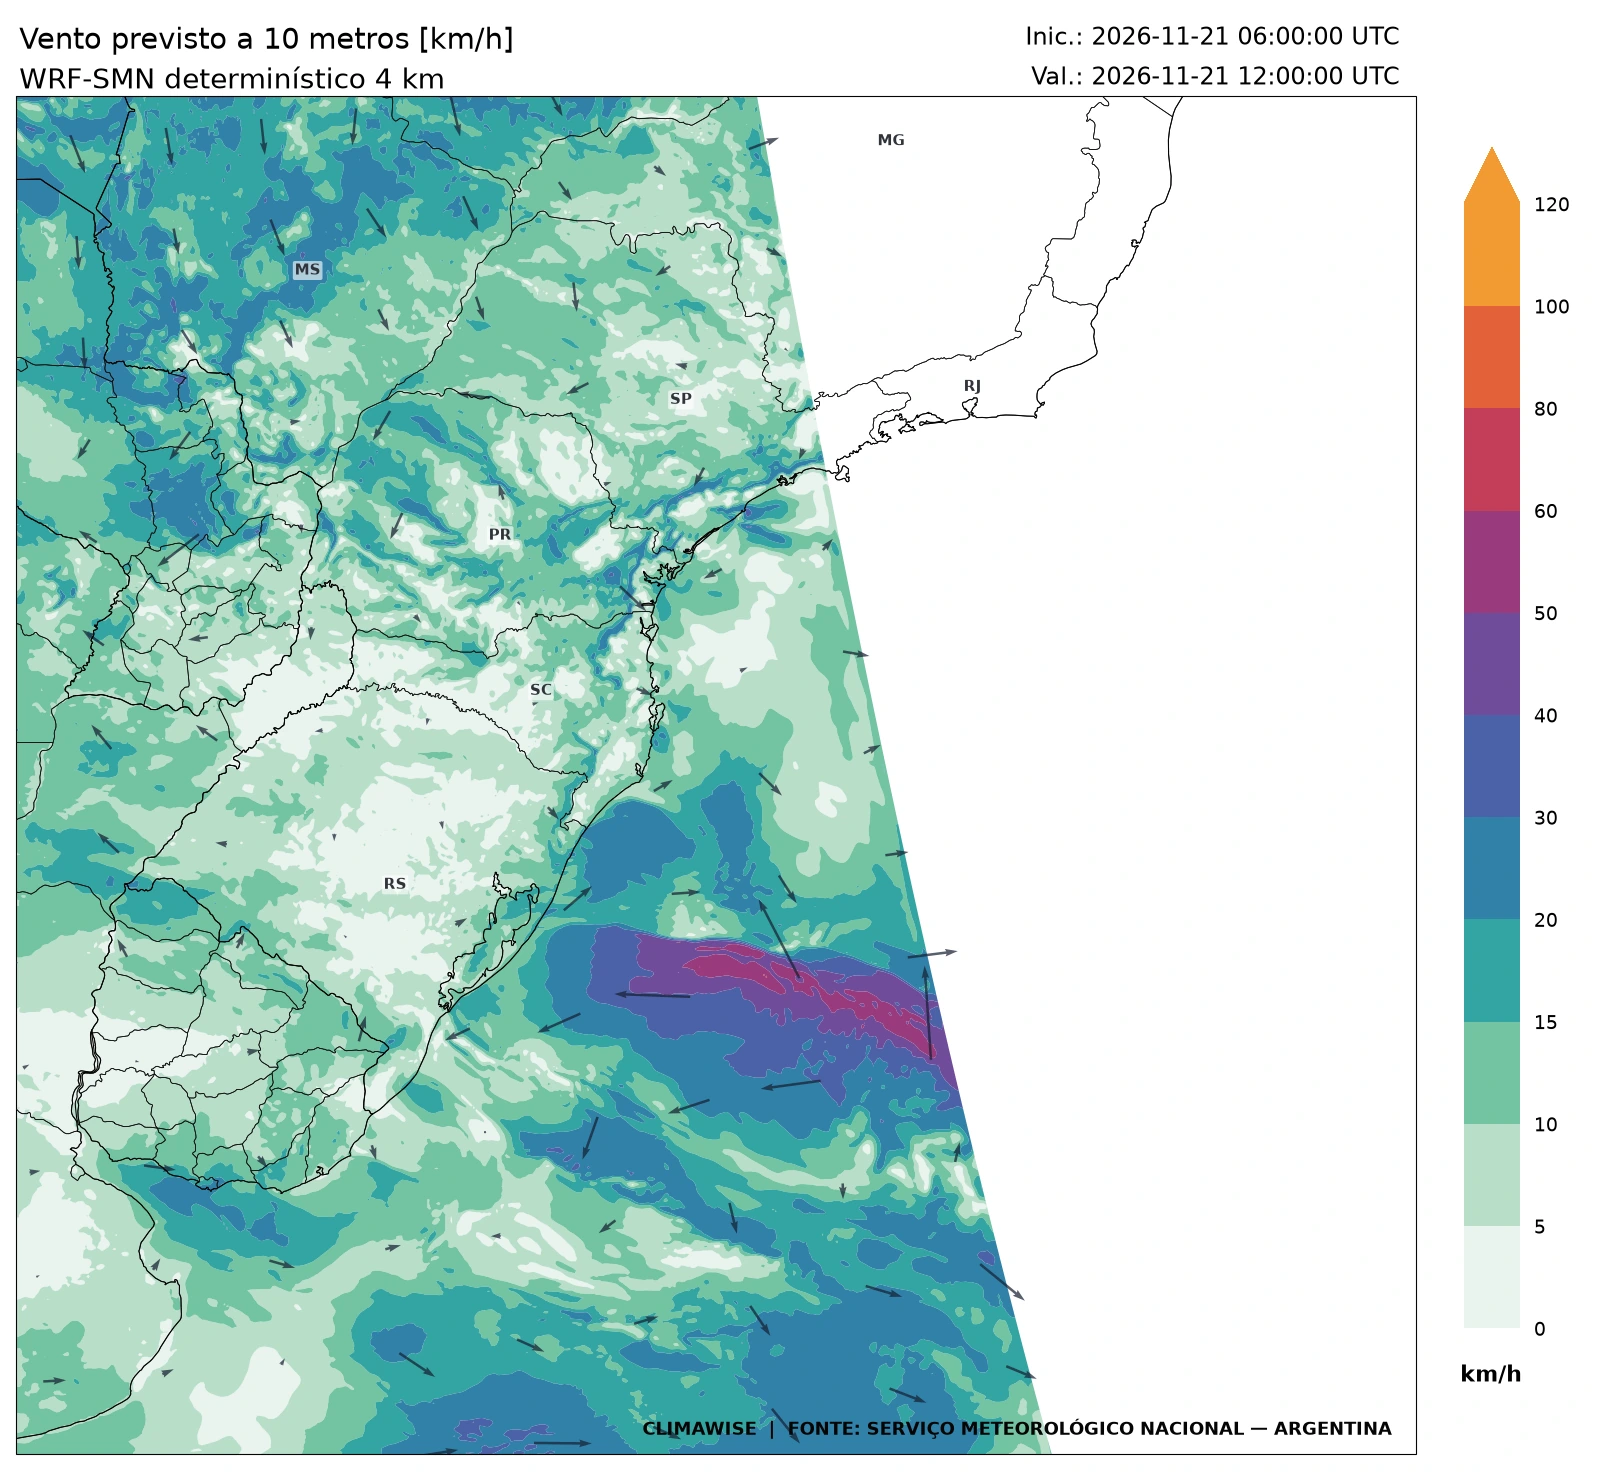 Vento previsto a 10 metros [km/h]
WRF-SMN determinístico 4 km
Inic.: 2026-11-21 06:00:00 UTC
Val.: 2026-11-21 12:00:00 UTC
MG
MS
RJ
SP
PR
SC
RS
120
100
80
60
50
40
30
20
15
10
5
0
km/h
CLIMAWISE | FONTE: SERVIÇO METEOROLÓGICO NACIONAL — ARGENTINA